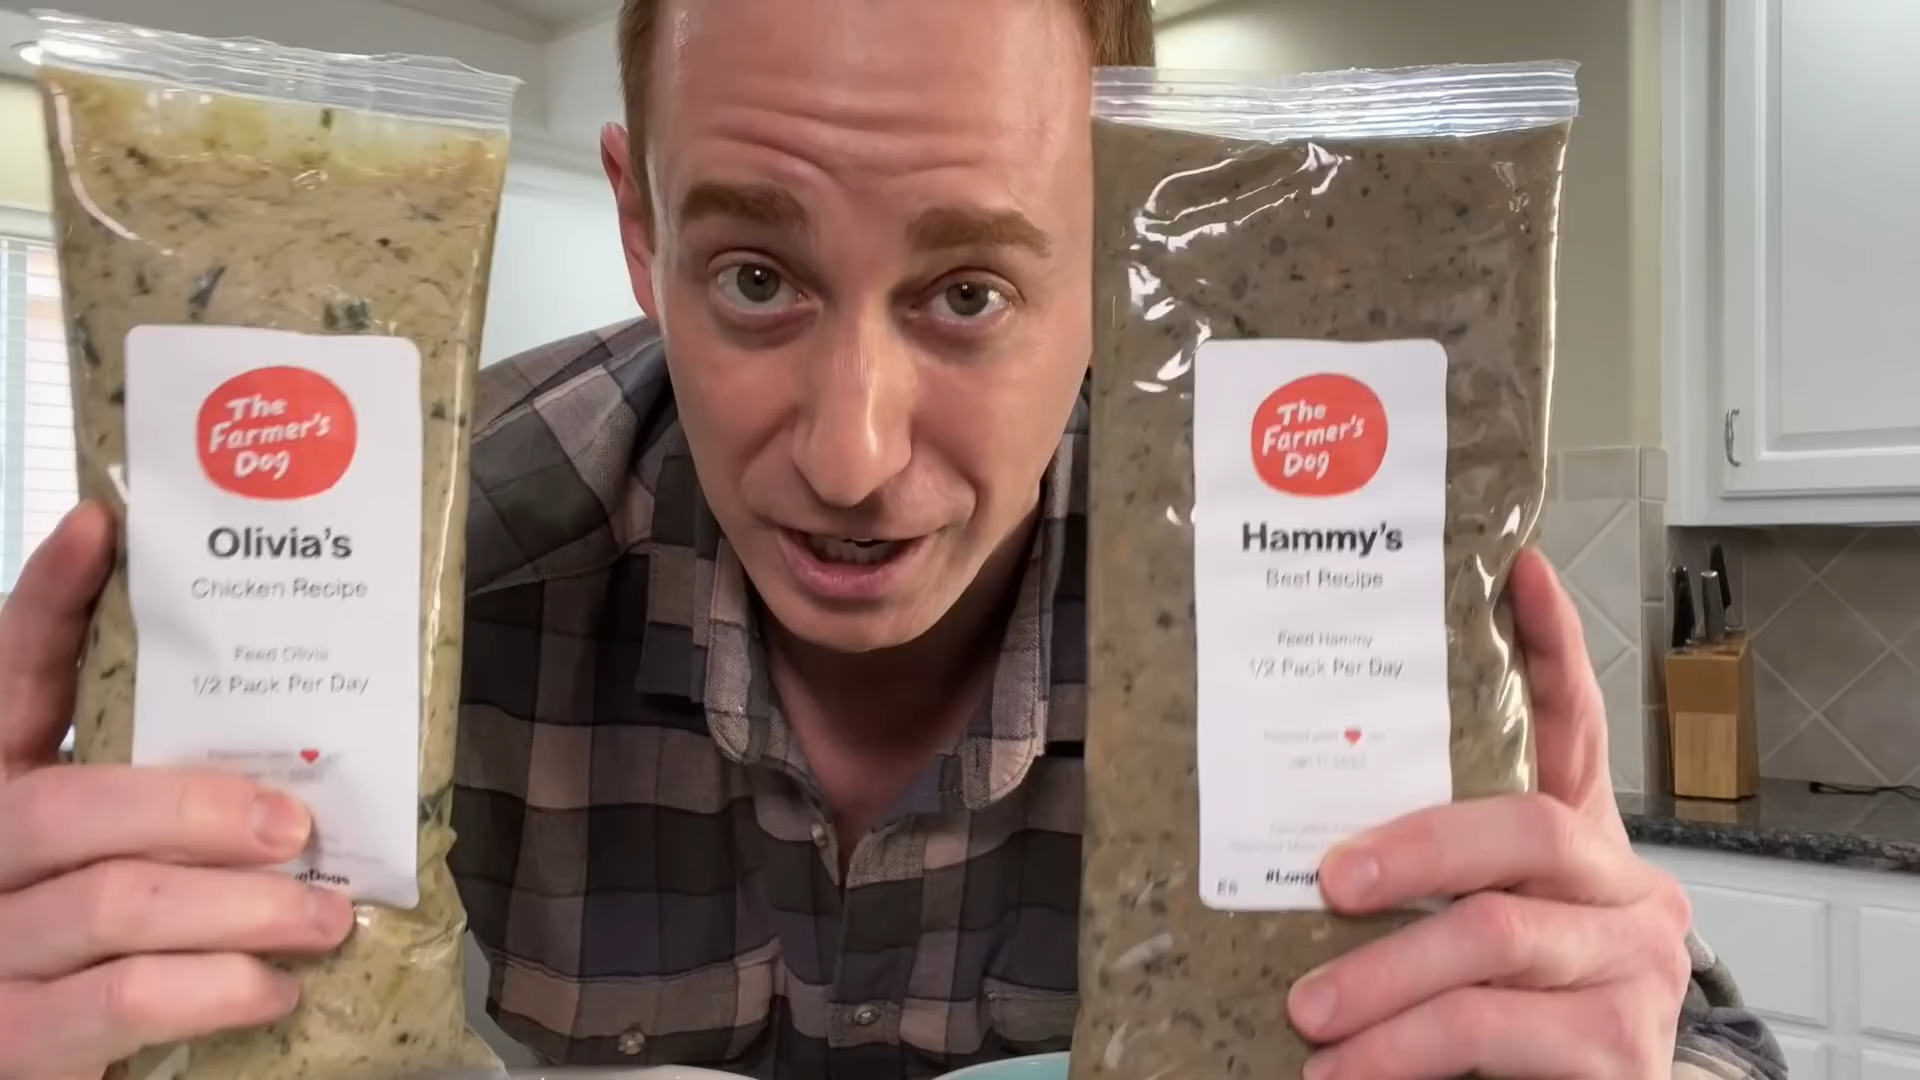 The
Farmer's
Dog
Olivia's
Chicken Recipe
Feed Olivia
1/2 Pack Per Day
The
Farmer's
Dog
Hammy's
Beef Recipe
Feed Hammy
1/2 Pack Per Day
#Long